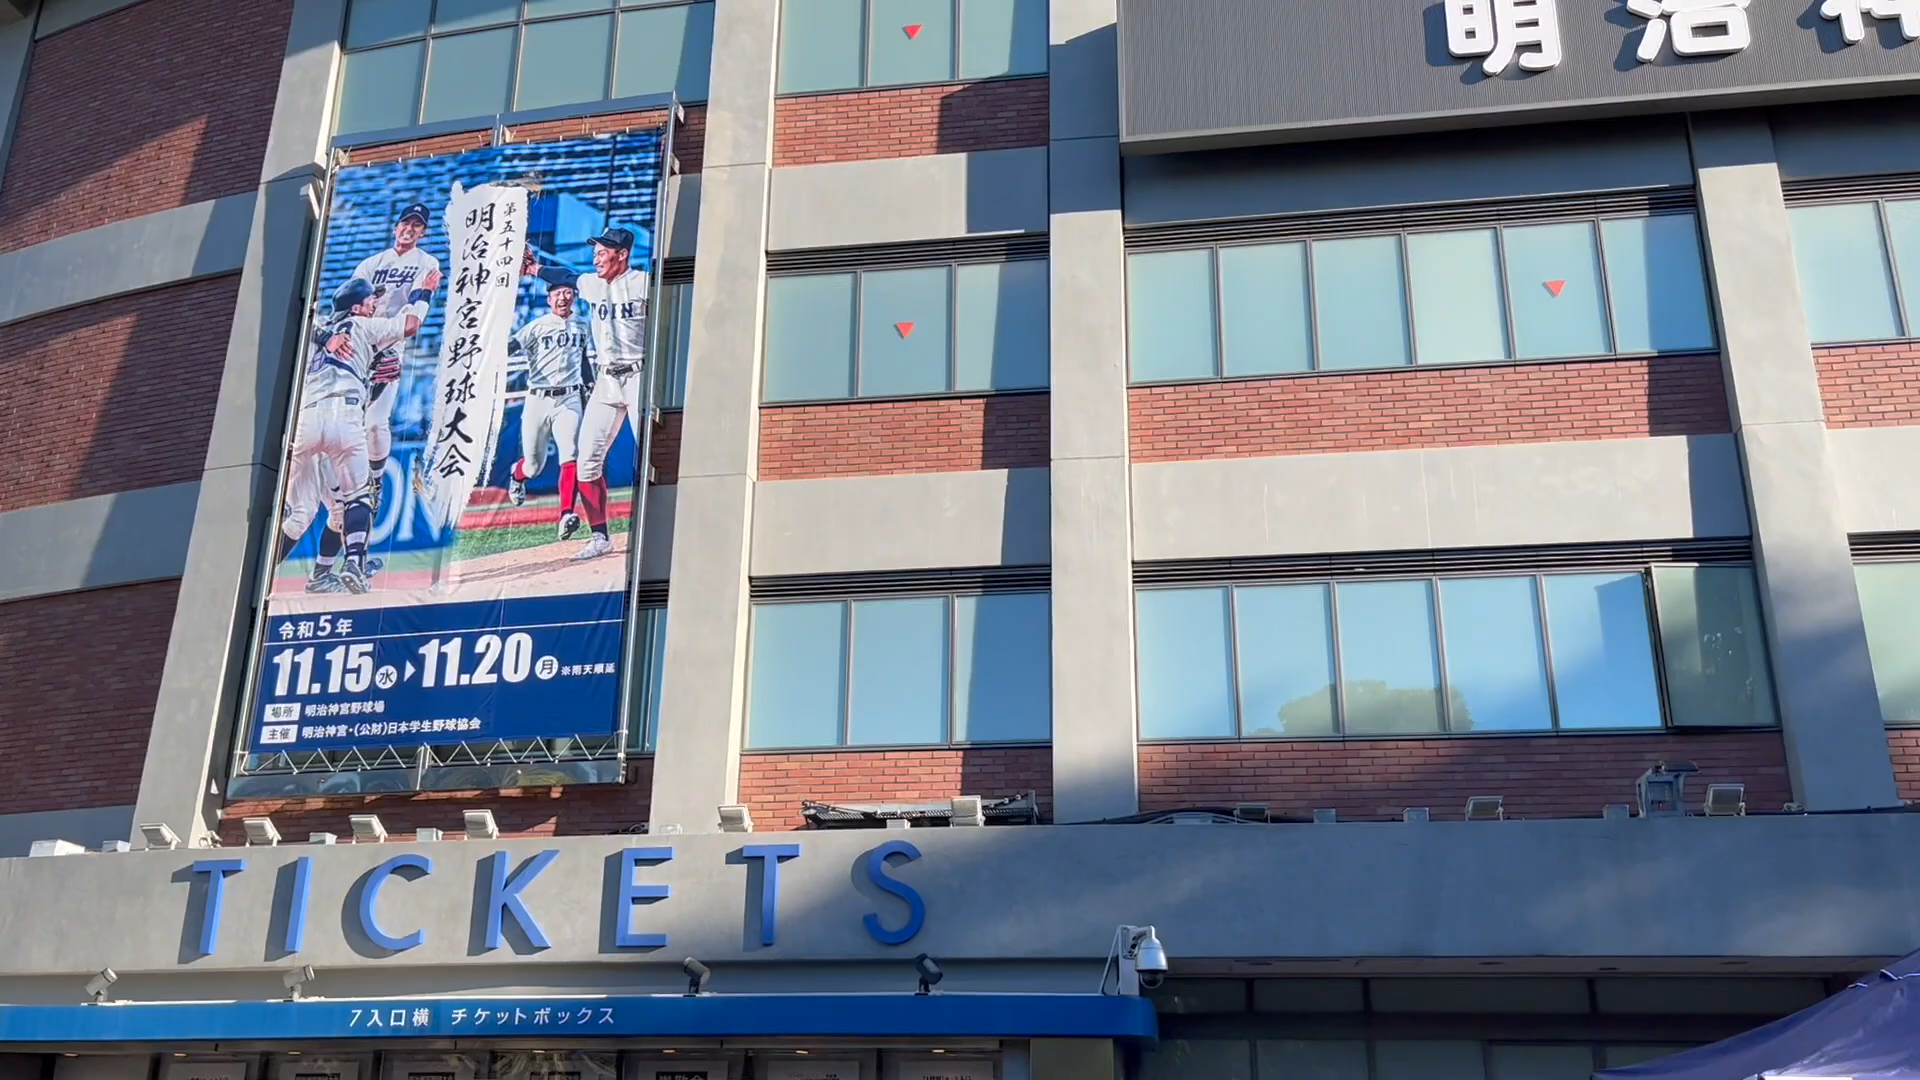 明治神
第五十四回
明治神宮野球大会
meiji
TOIN
TOIN
令和5年
11.15水▶11.20月※雨天順延
場所 明治神宮野球場
主催 明治神宮・(公財)日本学生野球協会
TICKETS
7入口横 チケットボックス